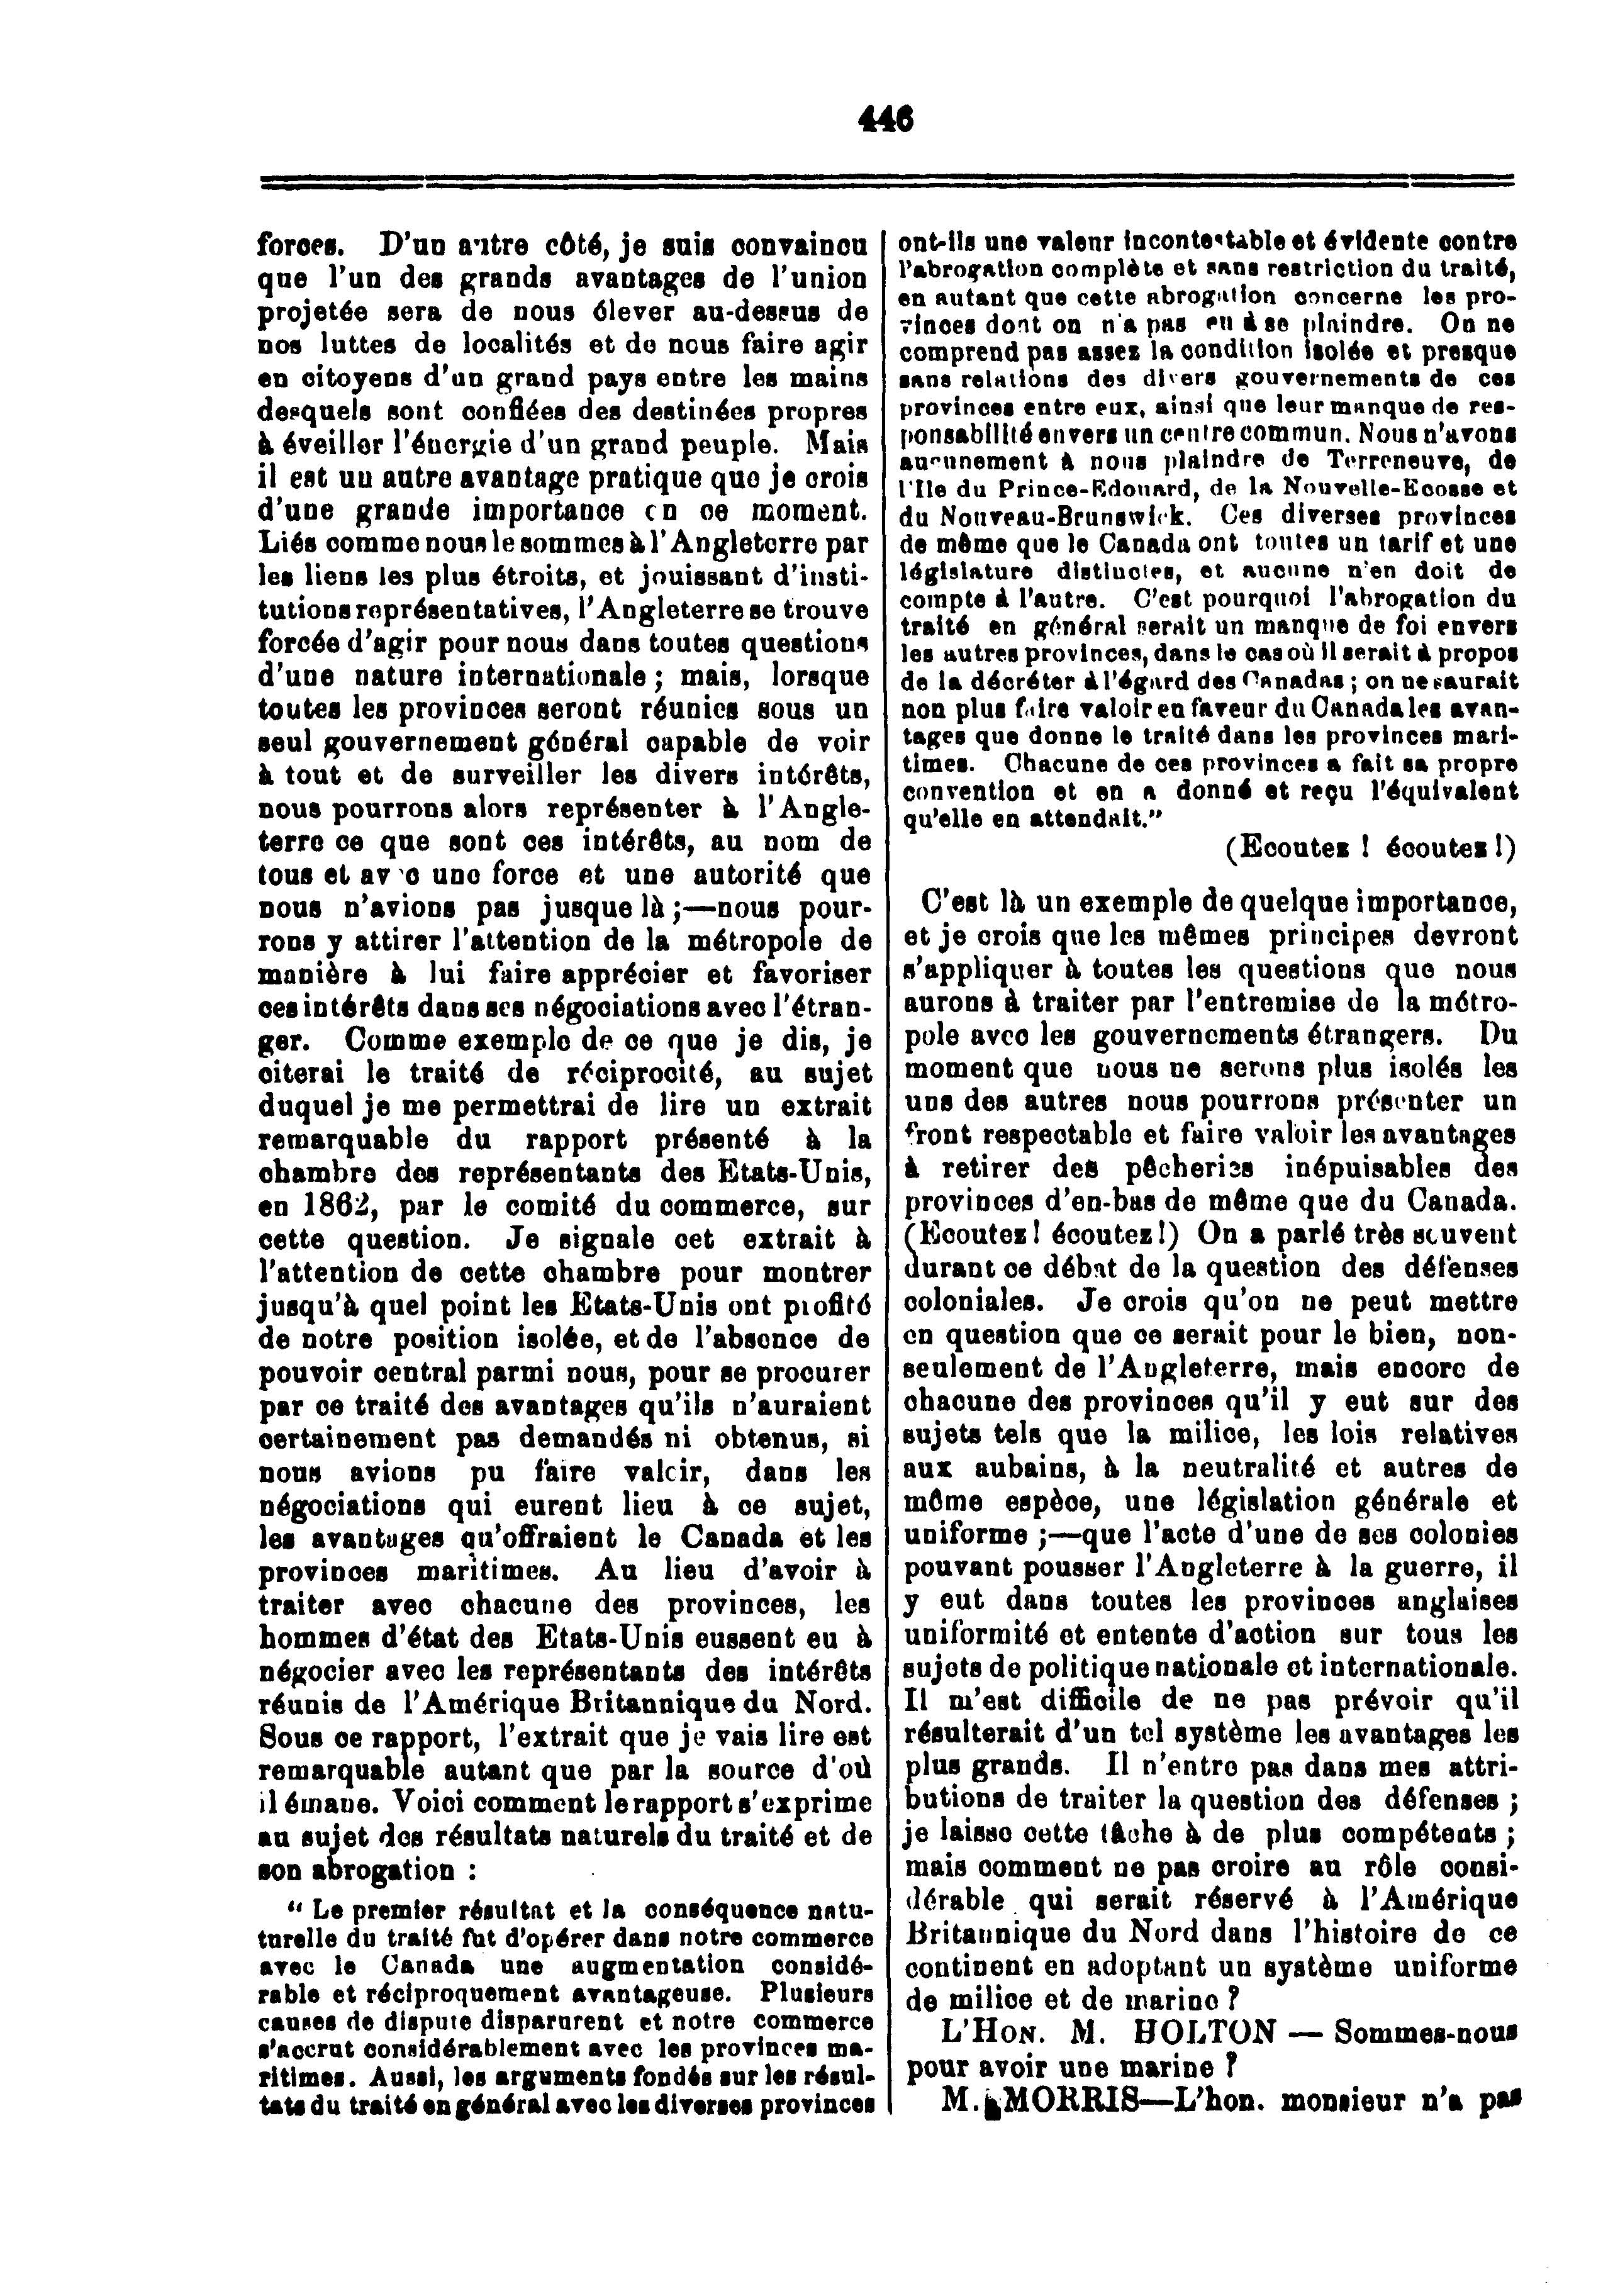 446
forces. D'un autre côté, je suis convaincu
que l'un des grands avantages de l'union
projetée sera de nous élever au-dessus de
nos luttes de localités et de nous faire agir
en citoyens d'un grand pays entre les mains
desquels sont confiées des destinées propres
à éveiller l'énergie d'un grand peuple. Mais
il est un autre avantage pratique que je crois
d'une grande importance en ce moment.
Liés comme nous le sommes à l'Angleterre par
les liens les plus étroits, et jouissant d'insti-
tutions représentatives, l'Angleterre se trouve
forcée d'agir pour nous dans toutes questions
d'une nature internationale ; mais, lorsque
toutes les provinces seront réunies sous un
seul gouvernement général capable de voir
à tout et de surveiller les divers intérêts,
nous pourrons alors représenter à l'Angle-
terre ce que sont ces intérêts, au nom de
tous et avec une force et une autorité que
nous n'avions pas jusque là ;—nous pour-
rons y attirer l'attention de la métropole de
manière à lui faire apprécier et favoriser
ces intérêts dans ses négociations avec l'étran-
ger. Comme exemple de ce que je dis, je
citerai le traité de réciprocité, au sujet
duquel je me permettrai de lire un extrait
remarquable du rapport présenté à la
chambre des représentants des Etats-Unis,
en 1862, par le comité du commerce, sur
cette question. Je signale cet extrait à
l'attention de cette chambre pour montrer
jusqu'à quel point les Etats-Unis ont profité
de notre position isolée, et de l'absence de
pouvoir central parmi nous, pour se procurer
par ce traité des avantages qu'ils n'auraient
certainement pas demandés ni obtenus, si
nous avions pu faire valoir, dans les
négociations qui eurent lieu à ce sujet,
les avantages qu'offraient le Canada et les
provinces maritimes. Au lieu d'avoir à
traiter avec chacune des provinces, les
hommes d'état des Etats-Unis eussent eu à
négocier avec les représentants des intérêts
réunis de l'Amérique Britannique du Nord.
Sous ce rapport, l'extrait que je vais lire est
remarquable autant que par la source d'où
il émane. Voici comment le rapport s'exprime
au sujet des résultats naturels du traité et de
son abrogation :
" Le premier résultat et la conséquence natu-
turelle du traité fut d'opérer dans notre commerce
avec le Canada une augmentation considé-
rable et réciproquement avantageuse. Plusieurs
causes de dispute disparurent et notre commerce
s'accrut considérablement avec les provinces ma-
ritimes. Aussi, les arguments fondés sur les résul-
tats du traité en général avec les diverses provinces
ont-ils une valeur incontestable et évidente contre
l'abrogation complète et sans restriction du traité,
en autant que cette abrogation concerne les pro-
vinces dont on n'a pas eu à se plaindre. On ne
comprend pas assez la condition isolée et presque
sans relations des divers gouvernements de ces
provinces entre eux, ainsi que leur manque de res-
ponsabilité envers un centre commun. Nous n'avons
aucunement à nous plaindre de Terreneuve, de
l'Ile du Prince-Edouard, de la Nouvelle-Ecosse et
du Nouveau-Brunswick. Ces diverses provinces
de même que le Canada ont toutes un tarif et une
législature distinctes, et aucune n'en doit de
compte à l'autre. C'est pourquoi l'abrogation du
traité en général serait un manque de foi envers
les autres provinces, dans le cas où il serait à propos
de la décréter à l'égard des Canadas ; on ne saurait
non plus faire valoir en faveur du Canada les avan-
tages que donne le traité dans les provinces mari-
times. Chacune de ces provinces a fait sa propre
convention et en a donné et reçu l'équivalent
qu'elle en attendait."
(Ecoutez ! écoutez !)
C'est là un exemple de quelque importance,
et je crois que les mêmes principes devront
s'appliquer à toutes les questions que nous
aurons à traiter par l'entremise de la métro-
pole avec les gouvernements étrangers. Du
moment que nous ne serons plus isolés les
uns des autres nous pourrons présenter un
front respectable et faire valoir les avantages
à retirer des pêcheries inépuisables des
provinces d'en-bas de même que du Canada.
(Ecoutez ! écoutez !) On a parlé très souvent
durant ce débat de la question des défenses
coloniales. Je crois qu'on ne peut mettre
en question que ce serait pour le bien, non-
seulement de l'Angleterre, mais encore de
chacune des provinces qu'il y eut sur des
sujets tels que la milice, les lois relatives
aux aubains, à la neutralité et autres de
même espèce, une législation générale et
uniforme ;—que l'acte d'une de ses colonies
pouvant pousser l'Angleterre à la guerre, il
y eut dans toutes les provinces anglaises
uniformité et entente d'action sur tous les
sujets de politique nationale et internationale.
Il m'est difficile de ne pas prévoir qu'il
résulterait d'un tel système les avantages les
plus grands. Il n'entre pas dans mes attri-
butions de traiter la question des défenses ;
je laisse cette tâche à de plus compétents ;
mais comment ne pas croire au rôle consi-
dérable qui serait réservé à l'Amérique
Britannique du Nord dans l'histoire de ce
continent en adoptant un système uniforme
de milice et de marine ?
L'HON. M. HOLTON — Sommes-nous
pour avoir une marine ?
M. MORRIS—L'hon. monsieur n'a pas